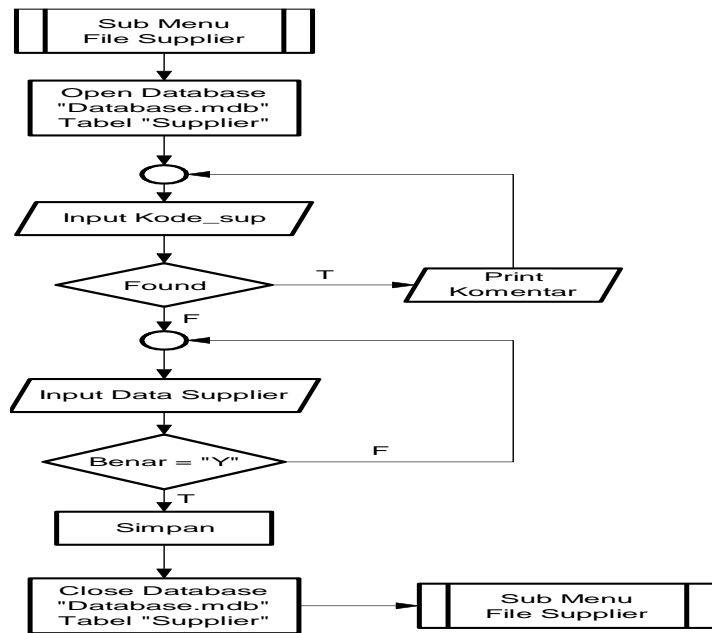 Sub Menu
File Supplier
Open Database
"Database.mdb"
Tabel "Supplier"
Input Kode_sup
Found
T
Print
Komentar
F
Input Data Supplier
Benar = "Y"
F
T
Simpan
Close Database
"Database.mdb"
Tabel "Supplier"
Sub Menu
File Supplier